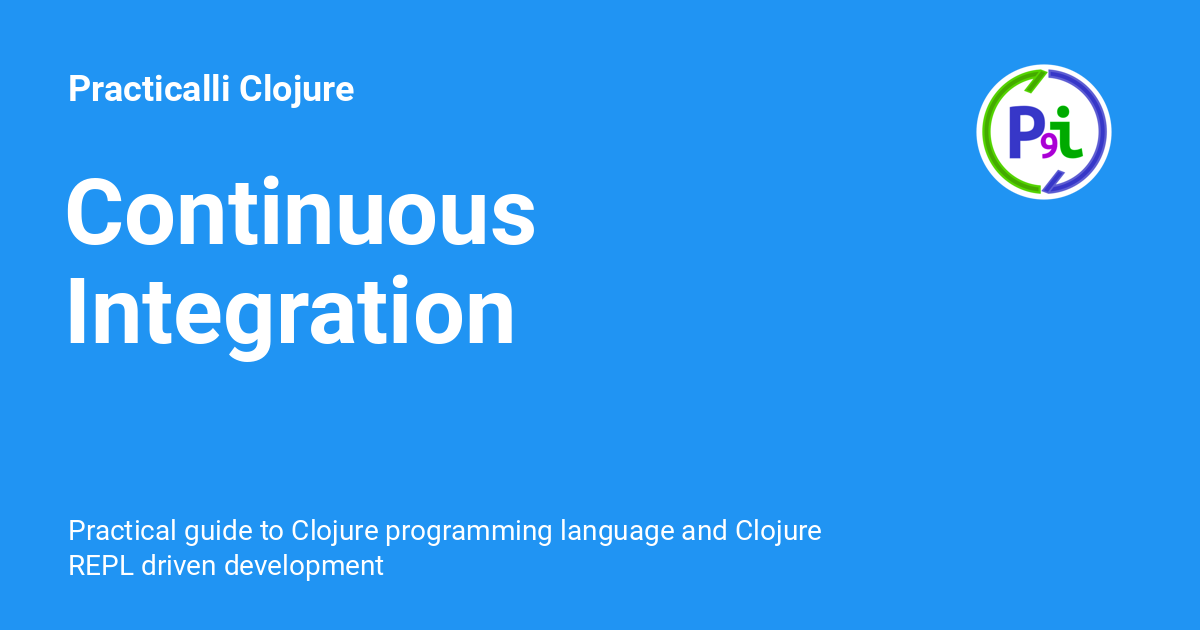 Practicalli Clojure
P9i
Continuous
Integration
Practical guide to Clojure programming language and Clojure
REPL driven development